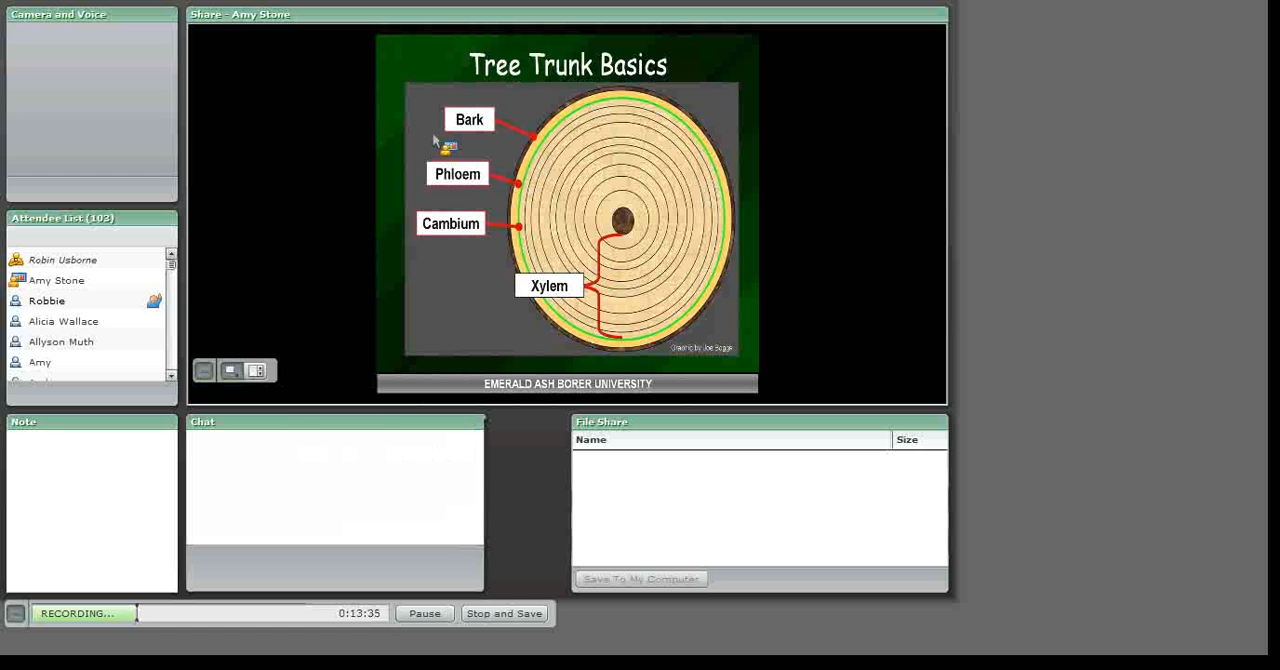 Camera and Voice
Share - Amy Stone
Tree Trunk Basics
Bark
Phloem
Cambium
Xylem
Graphic by Joe Boggs
EMERALD ASH BORER UNIVERSITY
Attendee List (103)
Robin Usborne
Amy Stone
Robbie
Alicia Wallace
Allyson Muth
Amy
Note
Chat
File Share
Name
Size
Save To My Computer
RECORDING...
0:13:35
Pause
Stop and Save